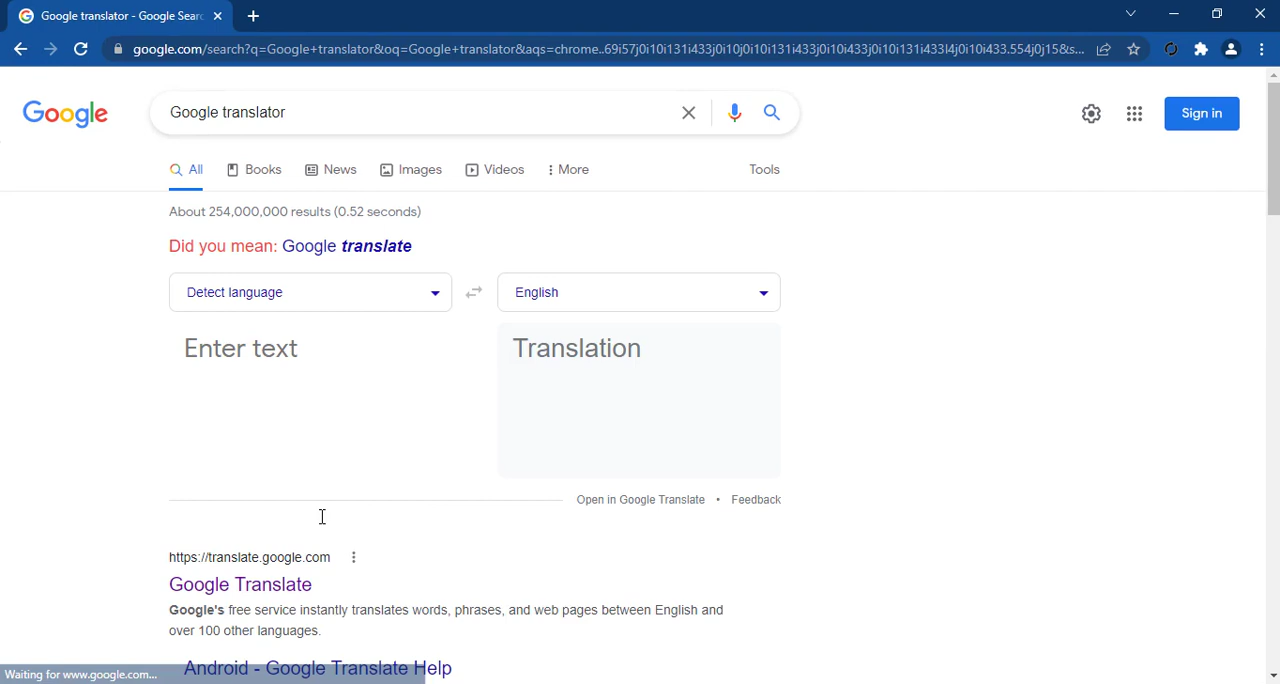 Google translator - Google Sear
google.com/search?q=Google+translator&oq=Google+translator&aqs=chrome..69i57j0i10i131i433j0i10j0i10i131i433j0i10i433j0i10i131i433l4j0i10i433.554j0j15&s...
Google
Google translator
Sign in
All
Books
News
Images
Videos
More
Tools
About 254,000,000 results (0.52 seconds)
Did you mean: Google translate
Detect language
English
Enter text
Translation
Open in Google Translate • Feedback
https://translate.google.com
Google Translate
Google's free service instantly translates words, phrases, and web pages between English and
over 100 other languages.
Android - Google Translate Help
Waiting for www.google.com...